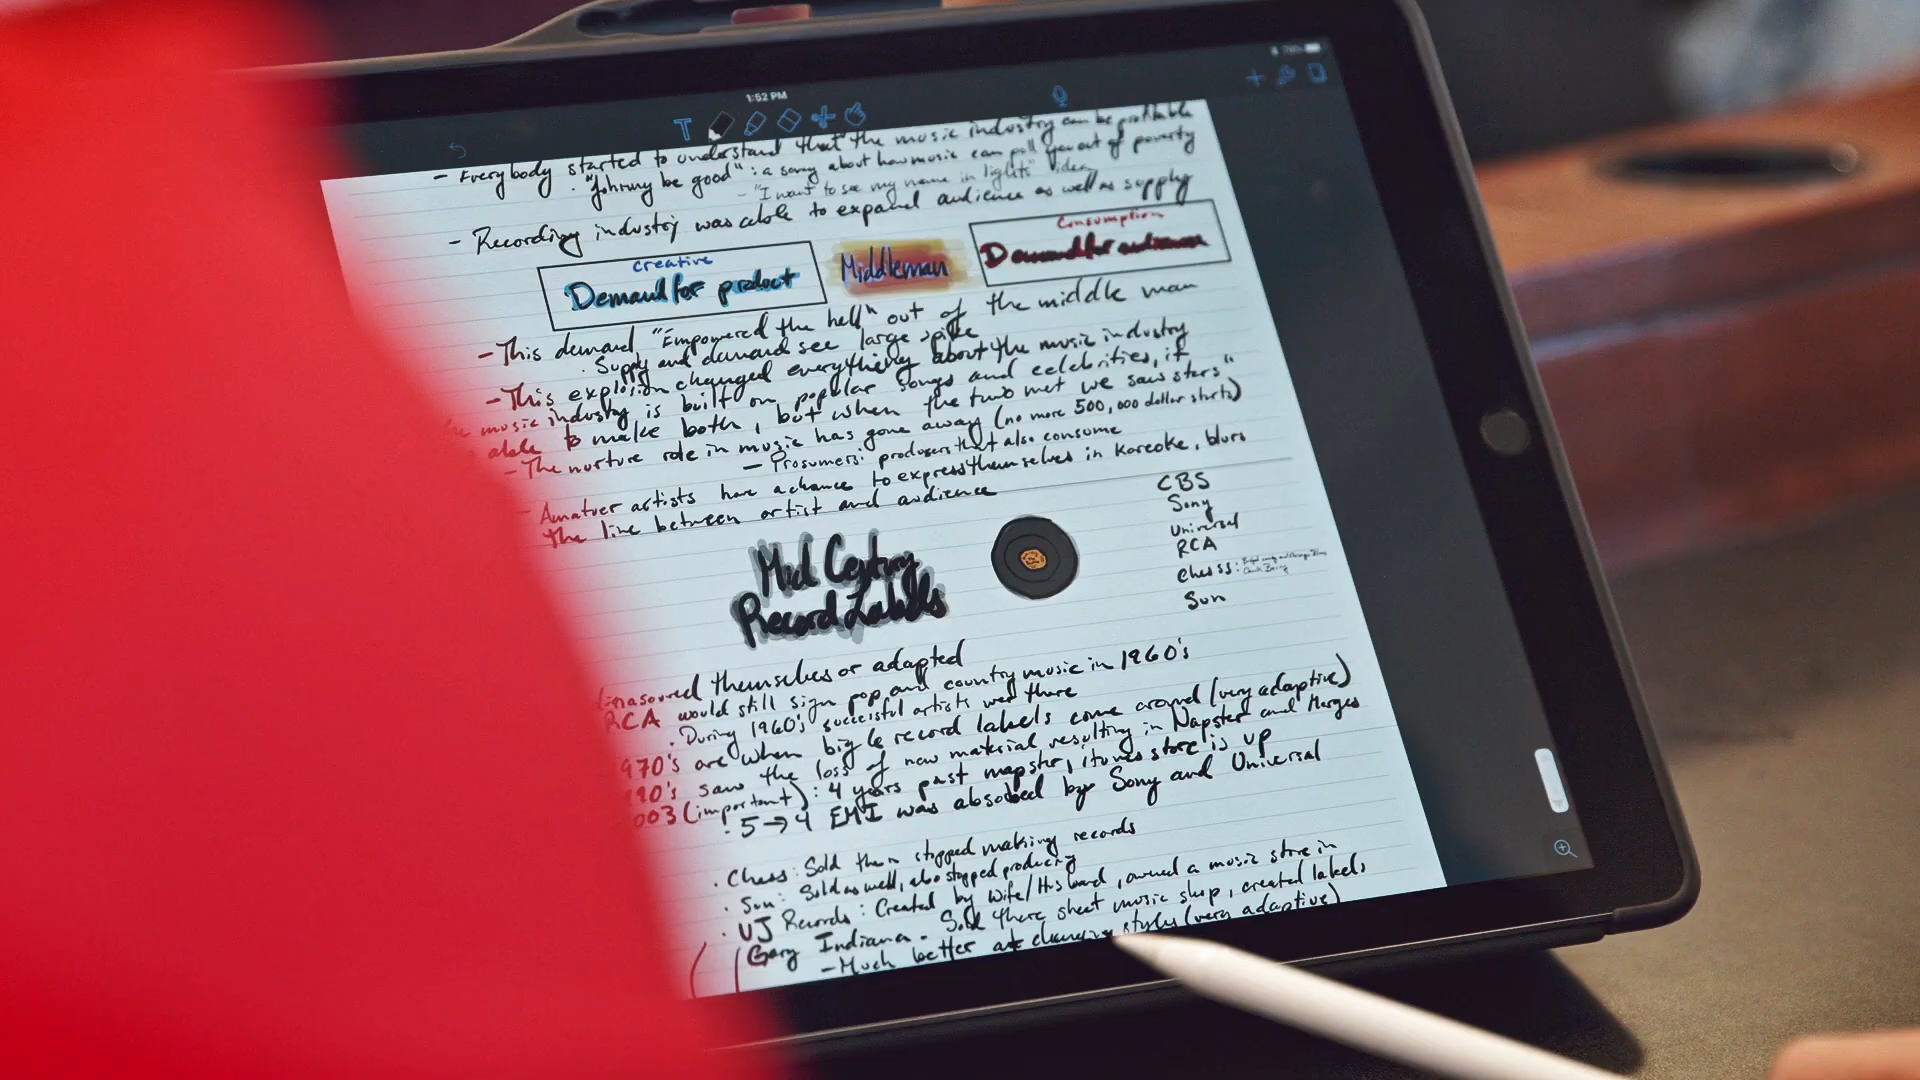 1:52 PM
T
- Everybody started to understand that the music industry can be profitable
. "Johnny be good": a song about how music can pull you out of poverty
- "I want to see my name in lights" idea
- Recording industry was able to expand audience as well as supply
creative
Demand for product
Middleman
Consumption
Demand for audience
- This demand "Empowered the hell" out of the middle man
. Supply and demand see large spike
- This explosion changed everything about the music industry
music industry is built on popular songs and celebrities, it
able to make both, but when the two met we saw stars"
- The nurture role in music has gone away (no more 500,000 dollar starts)
- Prosumers: producers that also consume
- Amatuer artists have a chance to express themselves in Kareoke, blurs
the line between artist and audience
CBS
Sony
Universal
RCA
Chess:
Sun
Mid Century
Record Labels
themselves or adapted
RCA would still sign pop and country music in 1960's
. During 1960's successful artists went there
970's are when big 6 record labels come around (very adaptive)
90's saw the loss of new material resulting in Napster and Merges
003 (important): 4 years past mapster, itunes store is up
. 5 → 4 EMI was absorbed by Sony and Universal
. Chess: Sold then stopped making records
. Sun: Sold as well, also stopped producing
. VJ Records: Created by Wife/Husband, owned a music store in
Gary Indiana - Sold there sheet music shop, created labels
- Much better at changing styles (very adaptive)